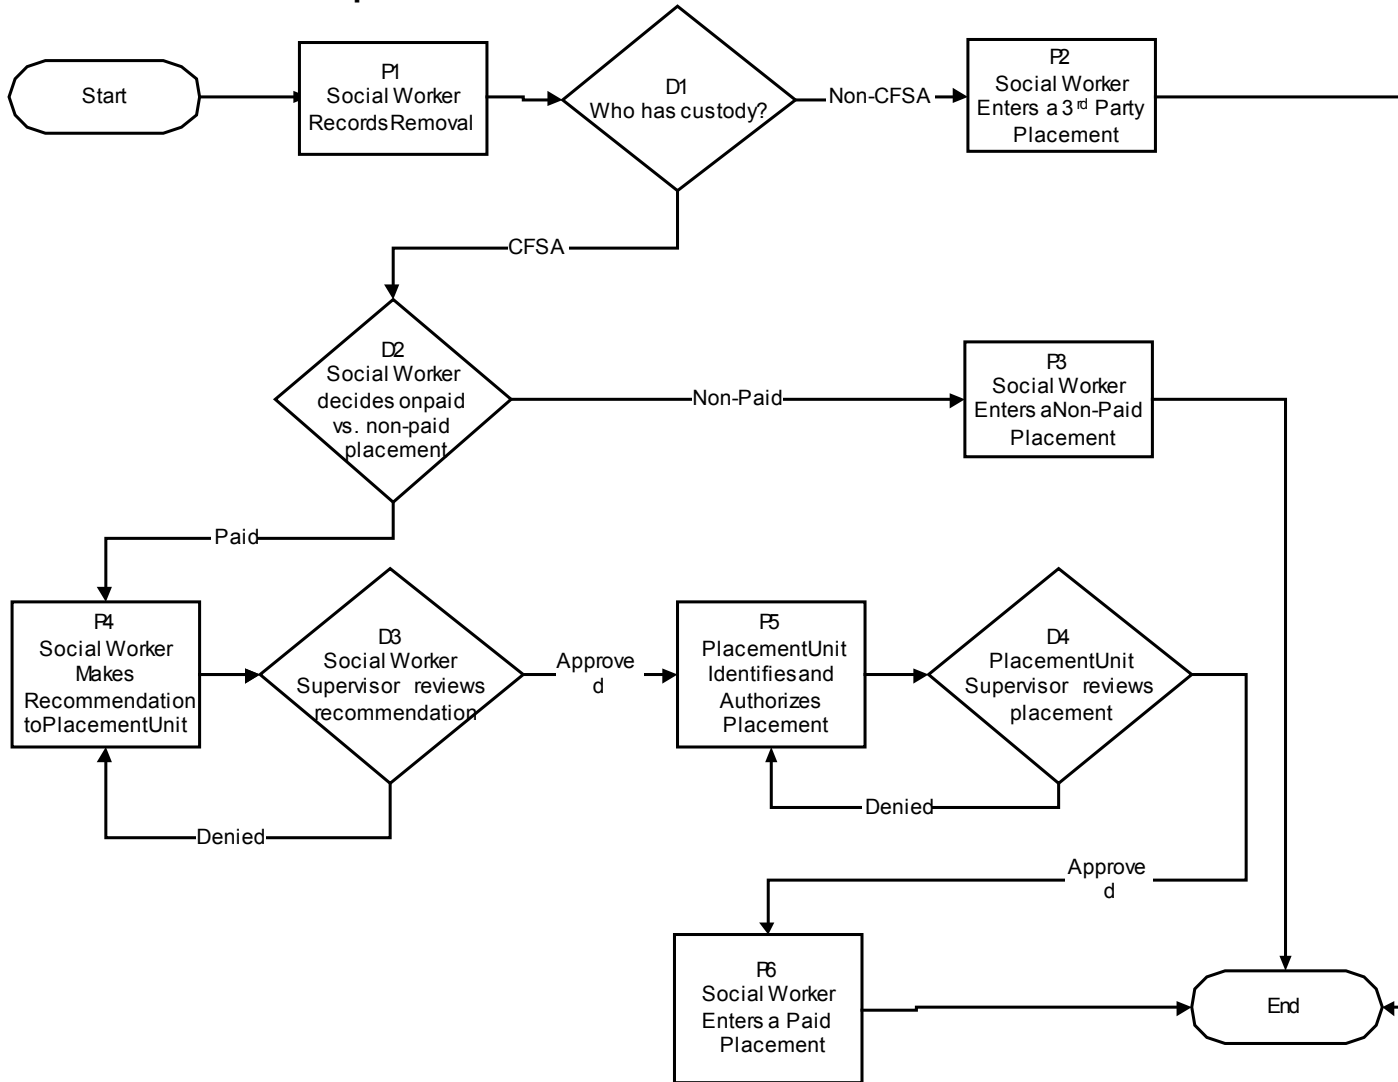 Start
P1
Social Worker
Records Removal
D1
Who has custody?
Non-CFSA
P2
Social Worker
Enters a 3rd Party
Placement
CFSA
D2
Social Worker
decides on paid
vs. non-paid
placement
Non-Paid
P3
Social Worker
Enters a Non-Paid
Placement
Paid
P4
Social Worker
Makes
Recommendation
to Placement Unit
D3
Social Worker
Supervisor reviews
recommendation
Approve
d
P5
Placement Unit
Identifies and
Authorizes
Placement
D4
Placement Unit
Supervisor reviews
placement
Denied
Denied
Approve
d
P6
Social Worker
Enters a Paid
Placement
End